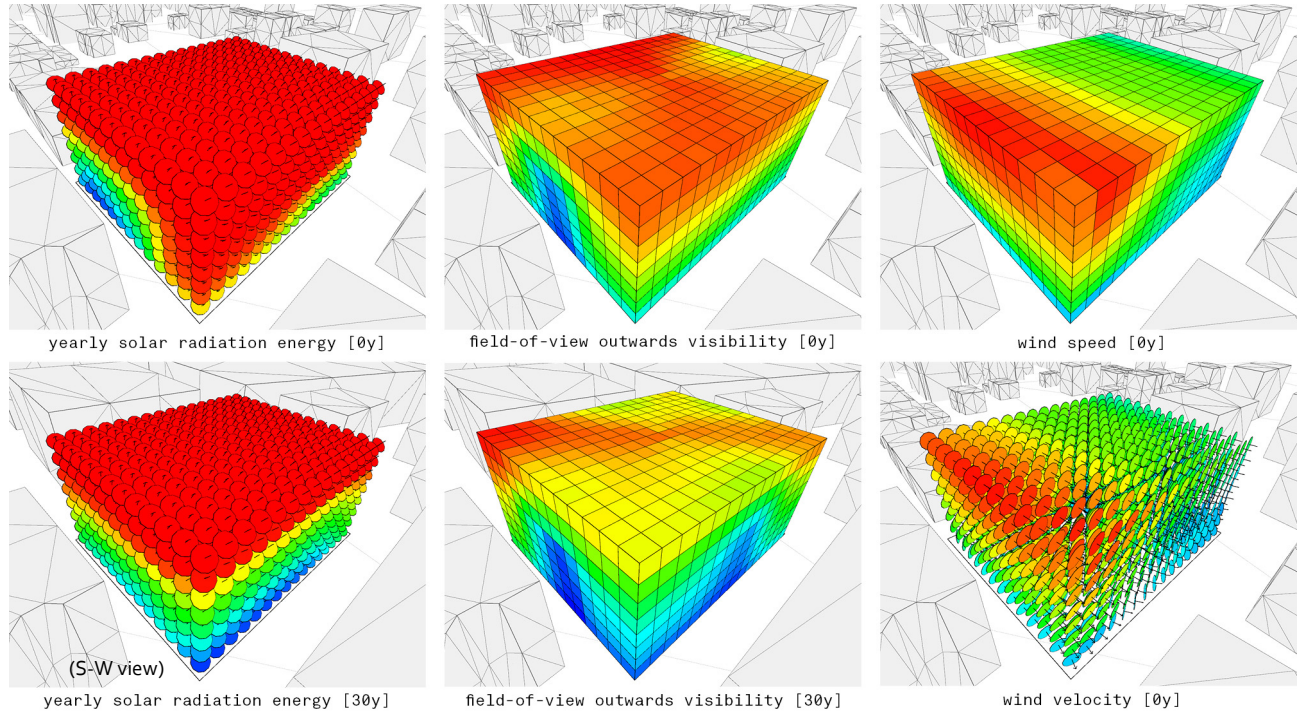 yearly solar radiation energy [0y]
field-of-view outwards visibility [0y]
wind speed [0y]
(S-W view)
yearly solar radiation energy [30y]
field-of-view outwards visibility [30y]
wind velocity [0y]